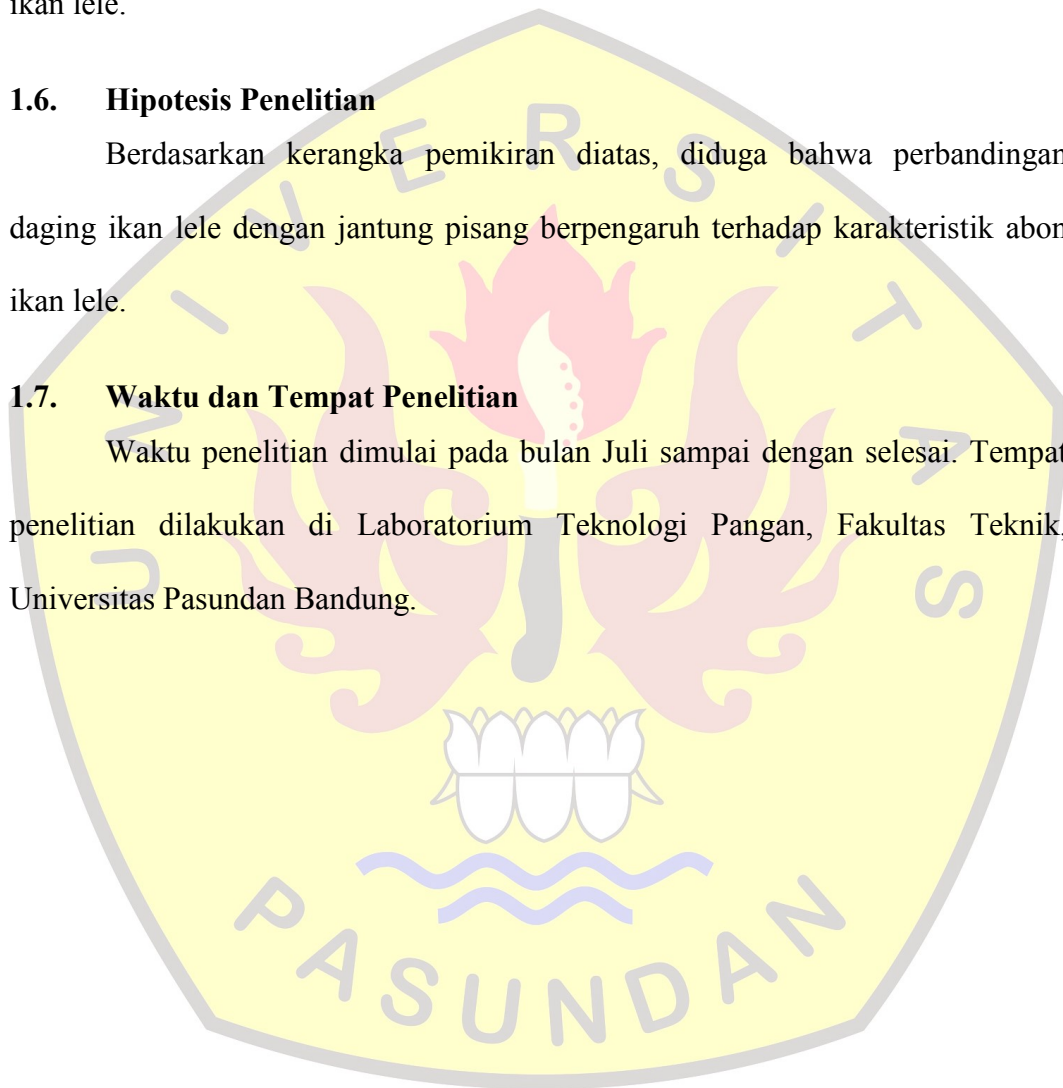 ikan lele.
1.6. Hipotesis Penelitian
Berdasarkan kerangka pemikiran diatas, diduga bahwa perbandingan
daging ikan lele dengan jantung pisang berpengaruh terhadap karakteristik abon
ikan lele.
1.7. Waktu dan Tempat Penelitian
Waktu penelitian dimulai pada bulan Juli sampai dengan selesai. Tempat
penelitian dilakukan di Laboratorium Teknologi Pangan, Fakultas Teknik,
Universitas Pasundan Bandung.
UNIVERSITAS
PASUNDAN